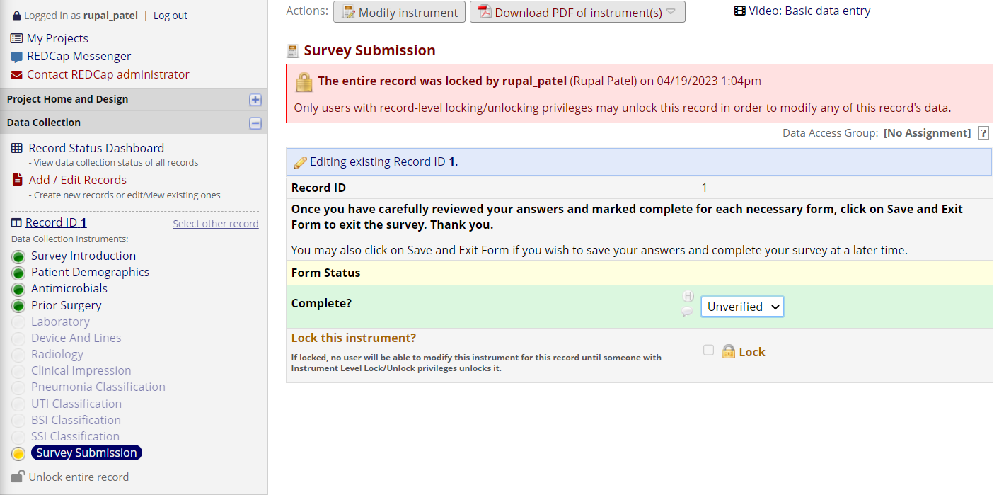 Logged in as rupal_patel | Log out
My Projects
REDCap Messenger
Contact REDCap administrator
Project Home and Design
Data Collection
Record Status Dashboard
- View data collection status of all records
Add / Edit Records
- Create new records or edit/view existing ones
Record ID 1 Select other record
Data Collection Instruments:
Survey Introduction
Patient Demographics
Antimicrobials
Prior Surgery
Laboratory
Device And Lines
Radiology
Clinical Impression
Pneumonia Classification
UTI Classification
BSI Classification
SSI Classification
Survey Submission
Unlock entire record
Actions: Modify instrument Download PDF of instrument(s) Video: Basic data entry
Survey Submission
The entire record was locked by rupal_patel (Rupal Patel) on 04/19/2023 1:04pm
Only users with record-level locking/unlocking privileges may unlock this record in order to modify any of this record's data.
Data Access Group: [No Assignment] ?
Editing existing Record ID 1.
Record ID 1
Once you have carefully reviewed your answers and marked complete for each necessary form, click on Save and Exit
Form to exit the survey. Thank you.
You may also click on Save and Exit Form if you wish to save your answers and complete your survey at a later time.
Form Status
Complete? H Unverified
Lock this instrument?
If locked, no user will be able to modify this instrument for this record until someone with
Instrument Level Lock/Unlock privileges unlocks it.
Lock